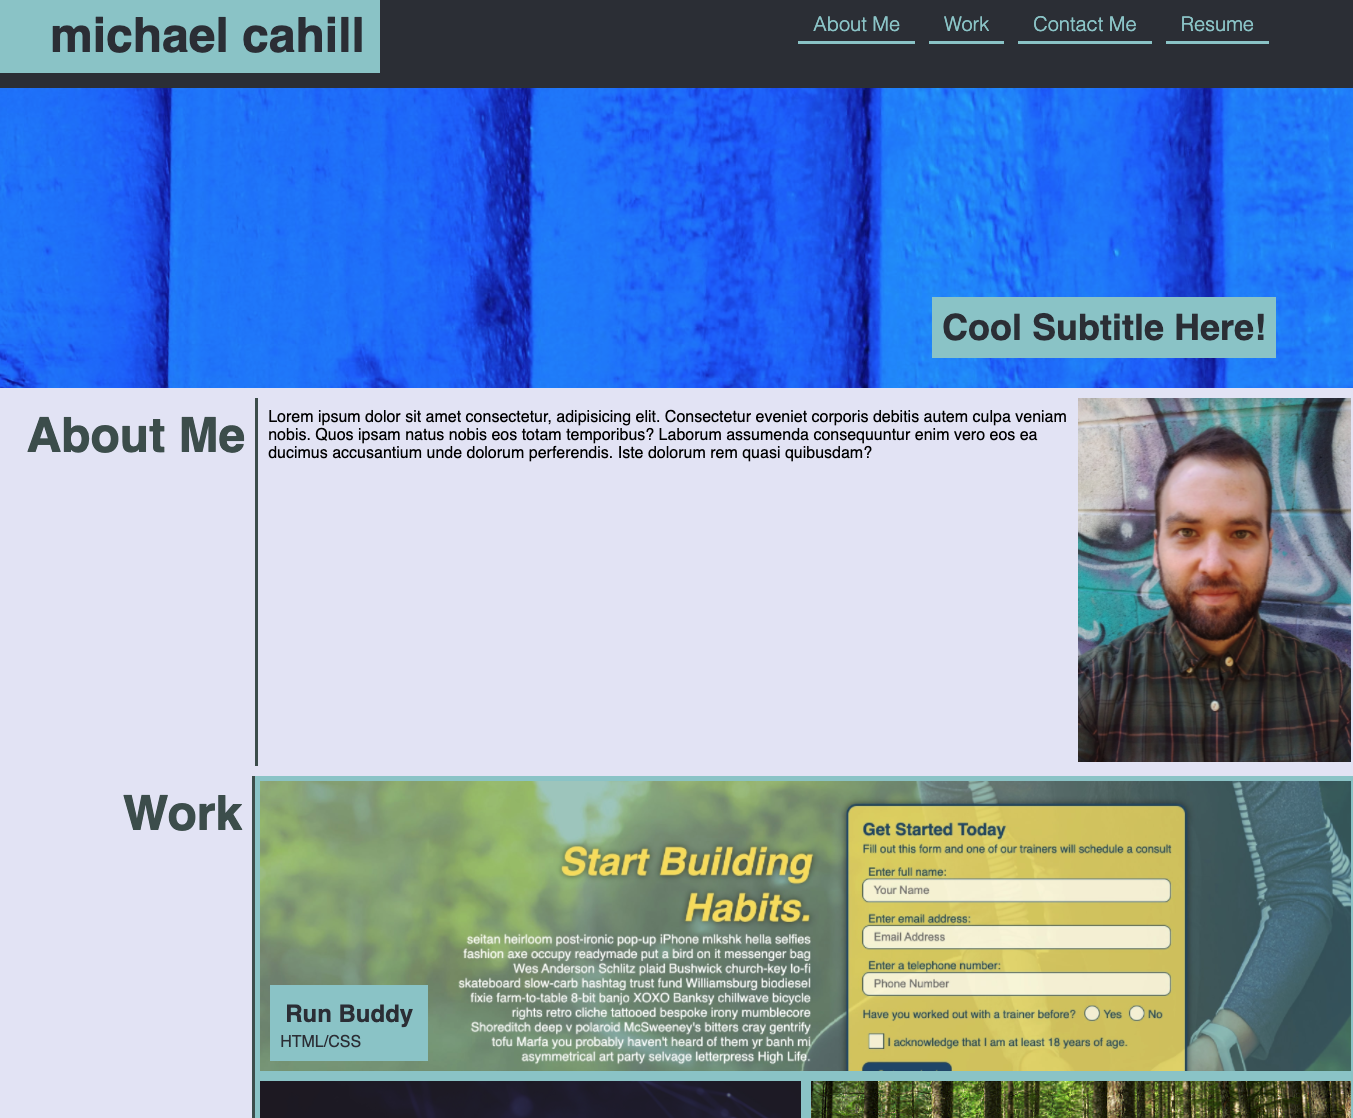 michael cahill
About Me
Work
Contact Me
Resume
Cool Subtitle Here!
About Me
Lorem ipsum dolor sit amet consectetur, adipisicing elit. Consectetur eveniet corporis debitis autem culpa veniam
nobis. Quos ipsam natus nobis eos totam temporibus? Laborum assumenda consequuntur enim vero eos ea
ducimus accusantium unde dolorum perferendis. Iste dolorum rem quasi quibusdam?
Work
Start Building
Habits.
seitan heirloom post-ironic pop-up iPhone mlkshk hella selfies
fashion axe occupy readymade put a bird on it messenger bag
Wes Anderson Schlitz plaid Bushwick church-key lo-fi
skateboard slow-carb hashtag trust fund Williamsburg biodiesel
fixie farm-to-table 8-bit banjo XOXO Banksy chillwave bicycle
rights retro cliche tattooed bespoke irony mumblecore
Shoreditch deep v polaroid McSweeney's bitters cray gentrify
tofu Marfa you probably haven't heard of them yr banh mi
asymmetrical art party selvage letterpress High Life.
Get Started Today
Fill out this form and one of our trainers will schedule a consult
Enter full name:
Your Name
Enter email address:
Email Address
Enter a telephone number:
Phone Number
Have you worked out with a trainer before? Yes No
I acknowledge that I am at least 18 years of age.
Run Buddy
HTML/CSS